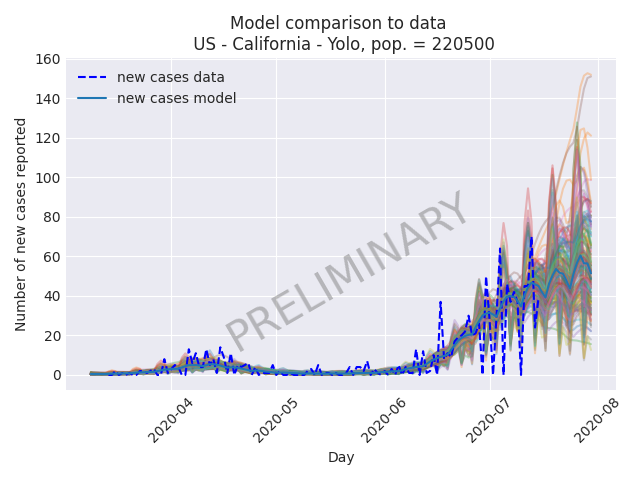 Model comparison to data
US - California - Yolo, pop. = 220500
160
140
120
100
80
60
40
20
0
Number of new cases reported
new cases data
new cases model
PRELIMINARY
2020-04
2020-05
2020-06
2020-07
2020-08
Day